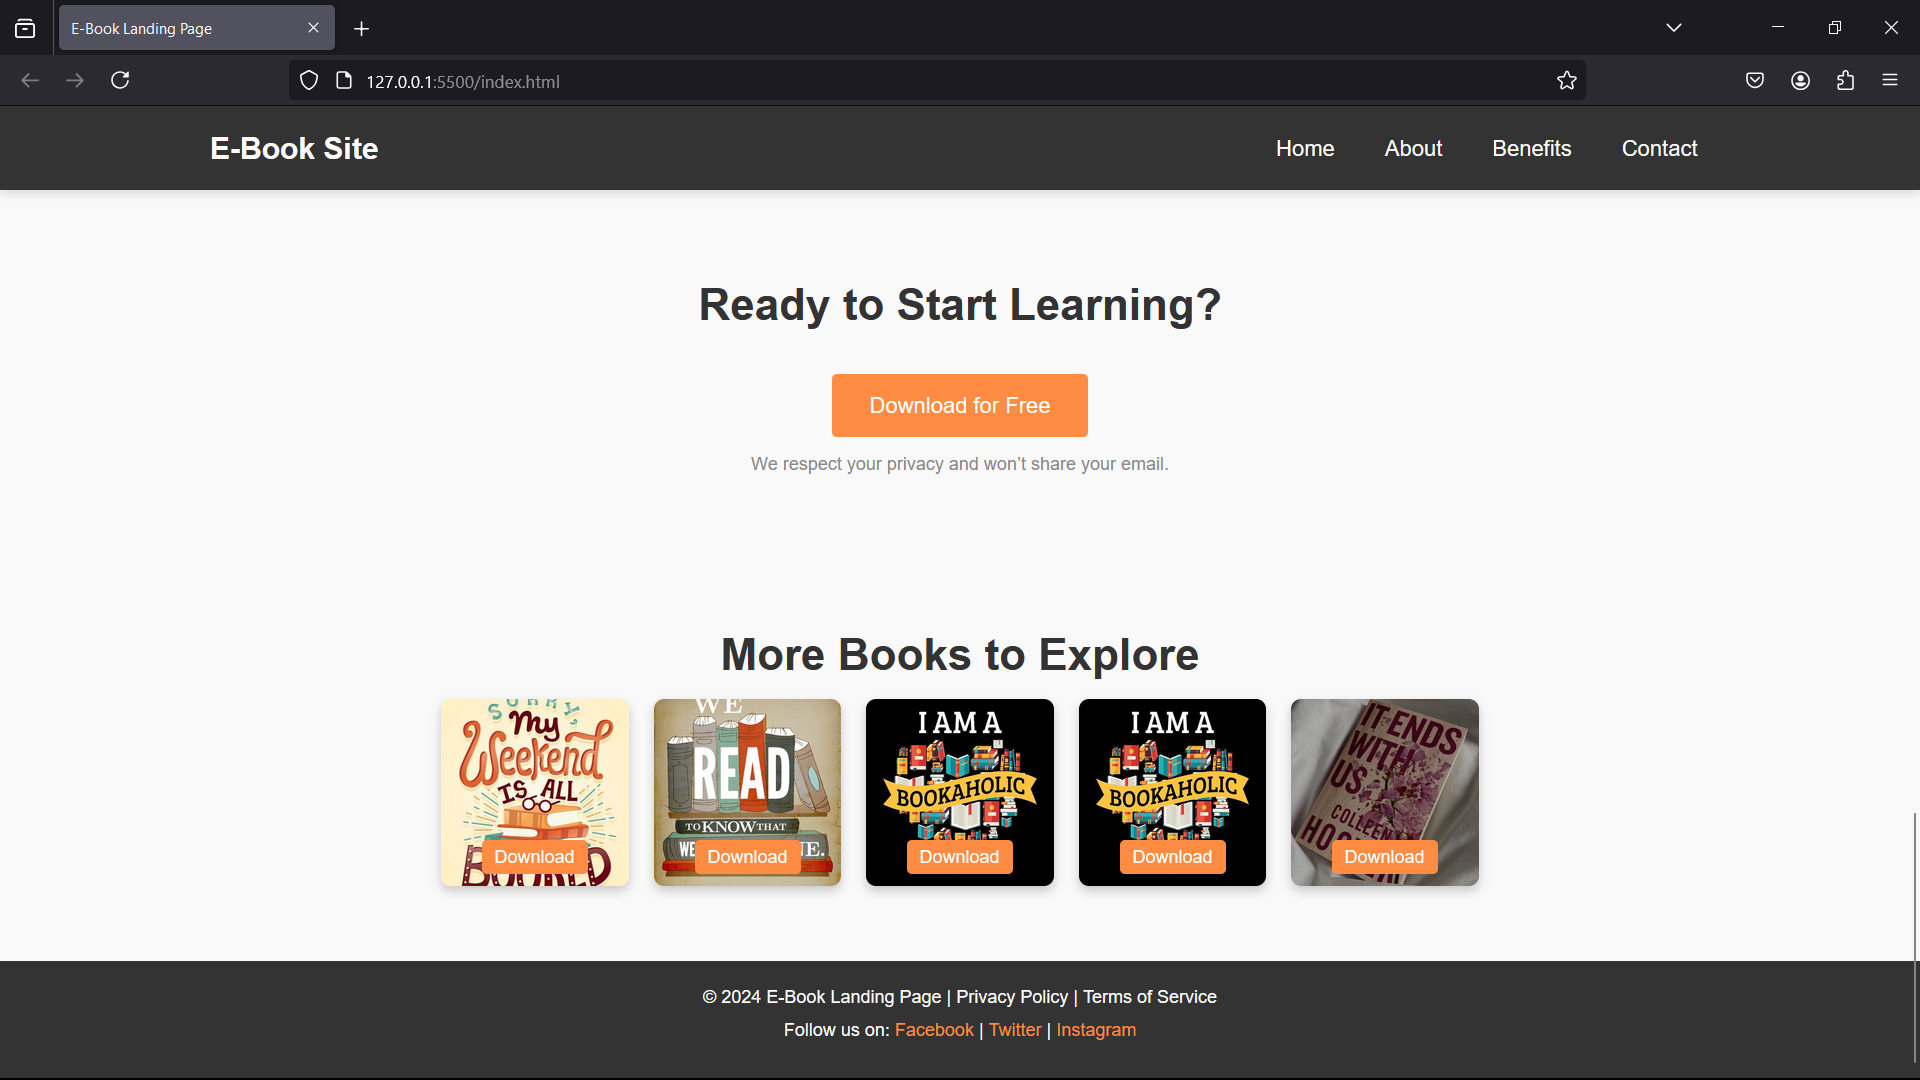 E-Book Landing Page
127.0.0.1:5500/index.html
E-Book Site
Home About Benefits Contact
Ready to Start Learning?
Download for Free
We respect your privacy and won’t share your email.
More Books to Explore
SORRY,
My
Weekend
IS ALL
BOOKED
Download
WE
READ
TO KNOW THAT
WE NE.
Download
I AM A
BOOKAHOLIC
Download
I AM A
BOOKAHOLIC
Download
IT ENDS
WITH
US
COLLEEN
Download
© 2024 E-Book Landing Page | Privacy Policy | Terms of Service
Follow us on: Facebook | Twitter | Instagram